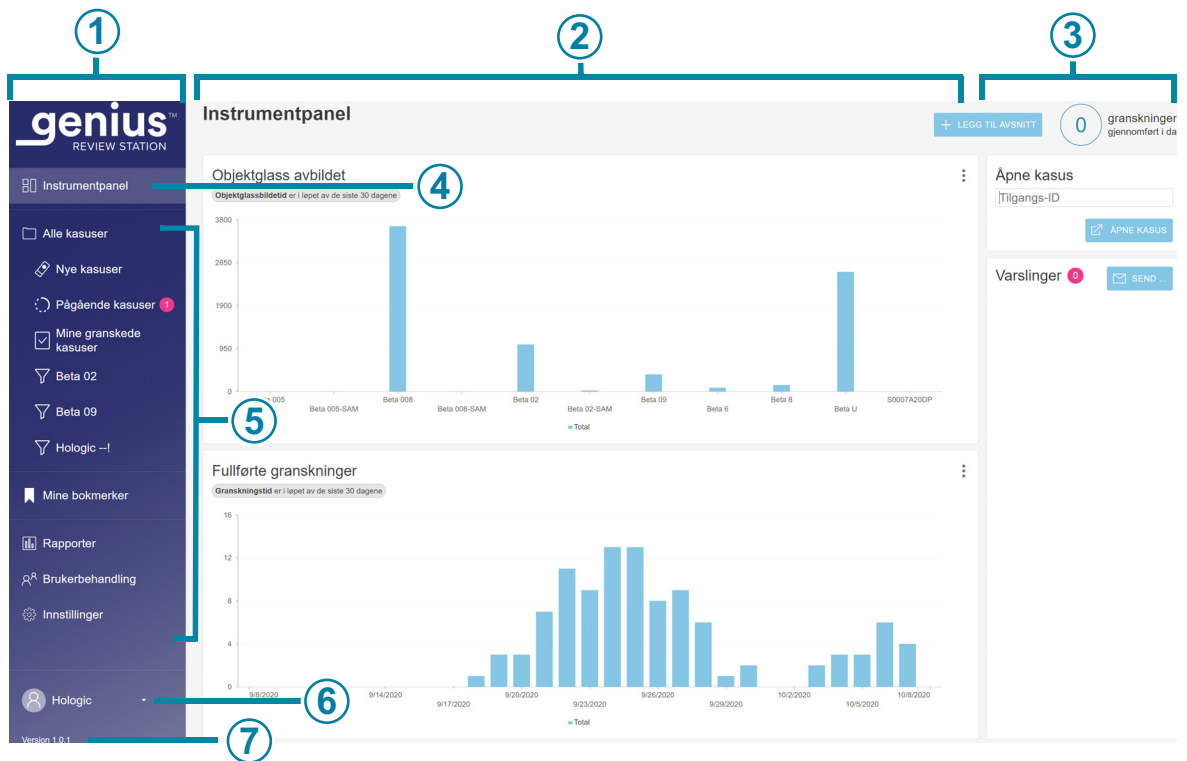 1
2
3
genius™
REVIEW STATION
Instrumentpanel
4
Alle kasuser
Nye kasuser
Pågående kasuser 1
Mine granskede
kasuser
Beta 02
Beta 09
5
Hologic --!
Mine bokmerker
Rapporter
Brukerbehandling
Innstillinger
Hologic
6
Version 1.0.1
7
Instrumentpanel
+ LEGG TIL AVSNITT
0
granskninger
gjennomført i da
Objektglass avbildet
Objektglassbildetid er i løpet av de siste 30 dagene
3800
2850
1900
950
0
Beta 005-SAM
Beta 008
Beta 008-SAM
Beta 02
Beta 02-SAM
Beta 09
Beta 6
Beta 8
Beta U
S0007A20DP
Total
Fullførte granskninger
Granskningstid er i løpet av de siste 30 dagene
16
12
8
4
0
9/8/2020
9/14/2020
9/17/2020
9/20/2020
9/23/2020
9/26/2020
9/29/2020
10/2/2020
10/5/2020
10/8/2020
Total
Åpne kasus
Tilgangs-ID
ÅPNE KASUS
Varslinger 0
SEND ...